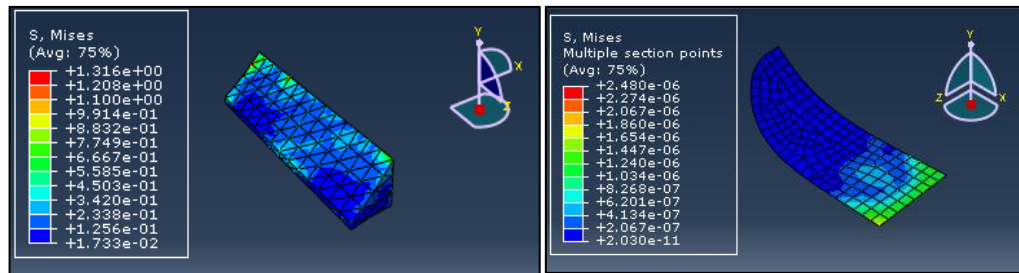 S, Mises
(Avg: 75%)
+1.316e+00
+1.208e+00
+1.100e+00
+9.914e-01
+8.832e-01
+7.749e-01
+6.667e-01
+5.585e-01
+4.503e-01
+3.420e-01
+2.338e-01
+1.256e-01
+1.733e-02
Y
X
Z
S, Mises
Multiple section points
(Avg: 75%)
+2.480e-06
+2.274e-06
+2.067e-06
+1.860e-06
+1.654e-06
+1.447e-06
+1.240e-06
+1.034e-06
+8.268e-07
+6.201e-07
+4.134e-07
+2.067e-07
+2.030e-11
Y
Z X